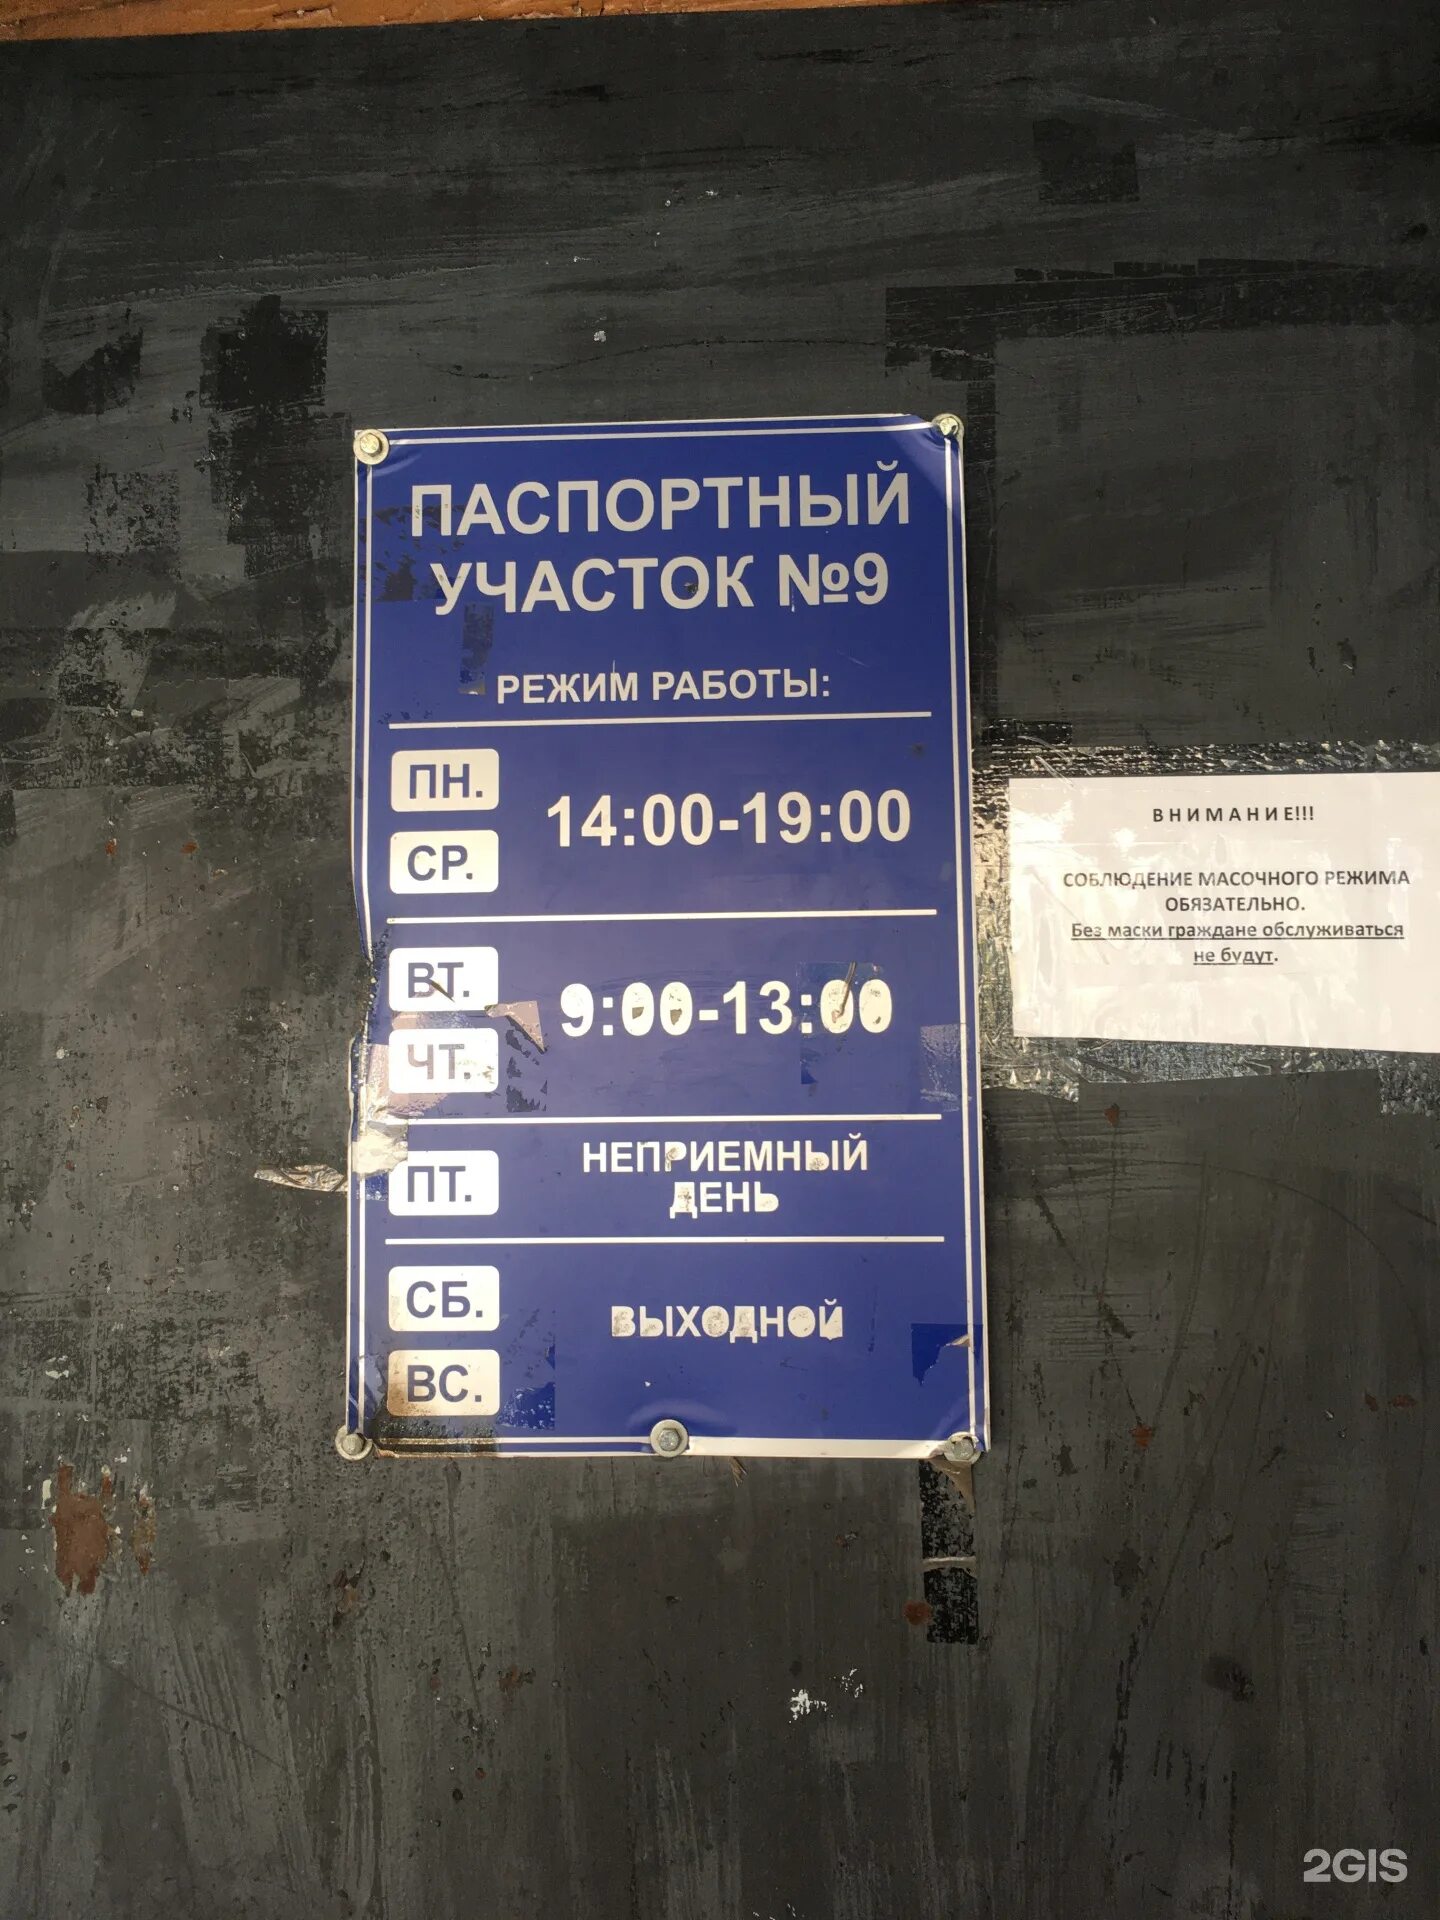 ПАСПОРТНЫЙ
УЧАСТОК №9
РЕЖИМ РАБОТЫ:
ПН.
СР.
14:00-19:00
ВТ.
ЧТ.
9:00-13:00
ПТ.
НЕПРИЕМНЫЙ
ДЕНЬ
СБ.
ВС.
ВЫХОДНОЙ
ВНИМАНИЕ!!!
СОБЛЮДЕНИЕ МАСОЧНОГО РЕЖИМА
ОБЯЗАТЕЛЬНО.
Без маски граждане обслуживаться
не будут.
2GIS